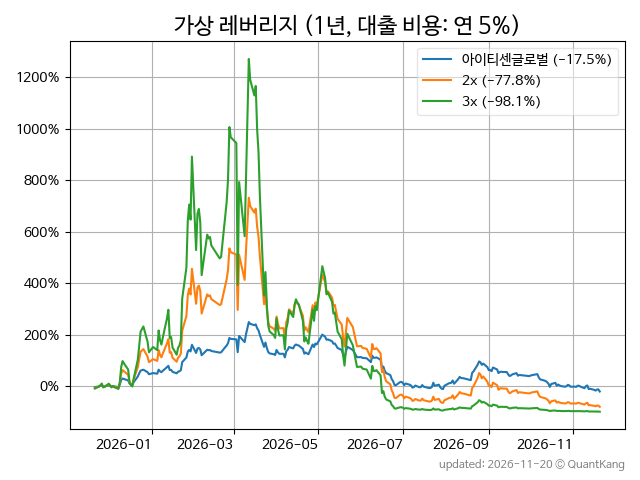 가상 레버리지 (1년, 대출 비용: 연 5%)
아이티센글로벌 (-17.5%)
2x (-77.8%)
3x (-98.1%)
1200%
1000%
800%
600%
400%
200%
0%
2026-01 2026-03 2026-05 2026-07 2026-09 2026-11
updated: 2026-11-20 © QuantKang